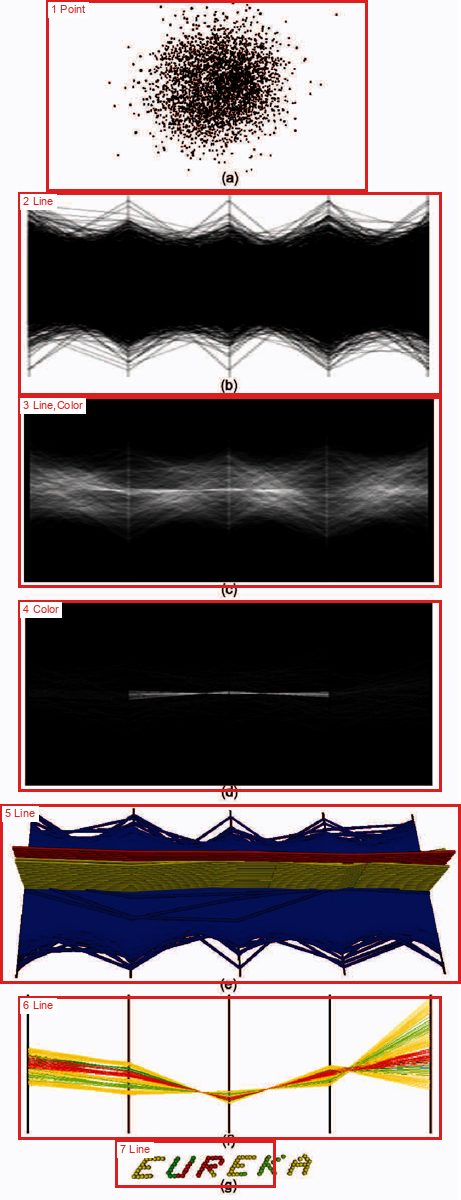 1 Point
(a)
2 Line
(b)
3 Line,Color
(c)
4 Color
(d)
5 Line
(e)
6 Line
(f)
7 Line
EUREKA
(g)